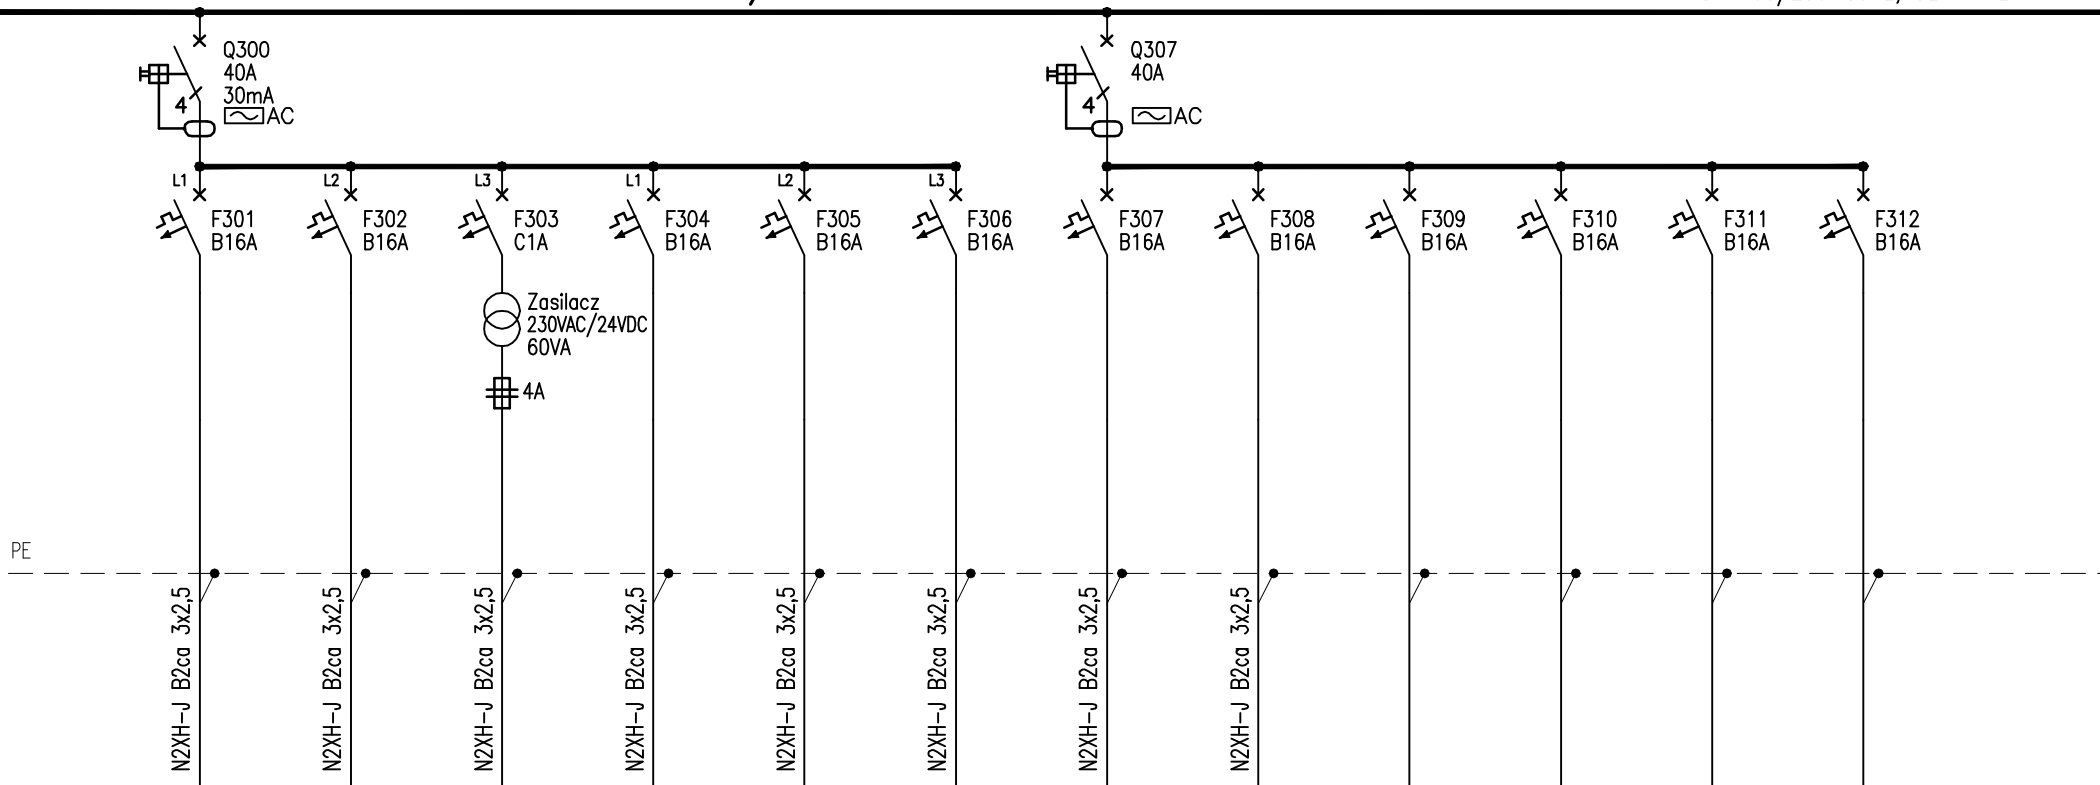 Q300
40A
30mA
AC
4
Q307
40A
AC
4
L1
L2
L3
L1
L2
L3
F301
B16A
F302
B16A
F303
C1A
F304
B16A
F305
B16A
F306
B16A
F307
B16A
F308
B16A
F309
B16A
F310
B16A
F311
B16A
F312
B16A
Zasilacz
230VAC/24VDC
60VA
4A
PE
N2XH-J B2ca 3x2,5
N2XH-J B2ca 3x2,5
N2XH-J B2ca 3x2,5
N2XH-J B2ca 3x2,5
N2XH-J B2ca 3x2,5
N2XH-J B2ca 3x2,5
N2XH-J B2ca 3x2,5
N2XH-J B2ca 3x2,5